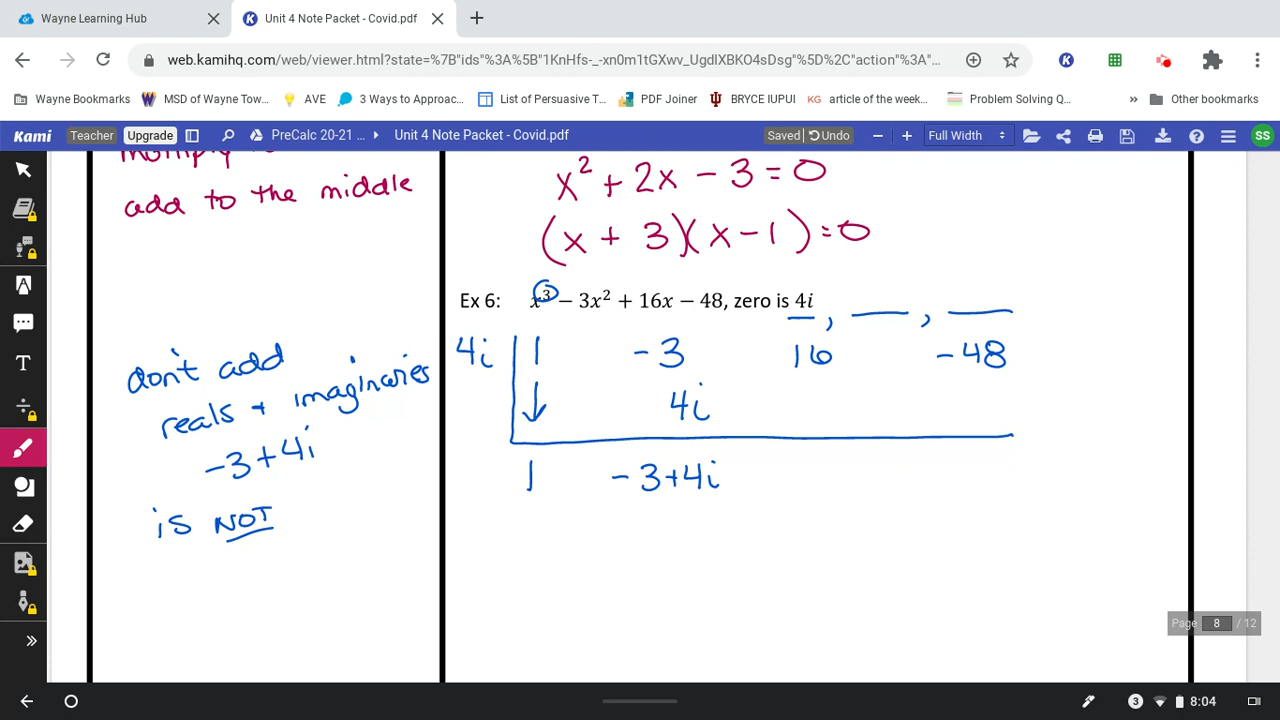 Wayne Learning Hub
Unit 4 Note Packet - Covid.pdf
web.kamihq.com/web/viewer.html?state=%7B"ids"%3A%5B"1KnHfs-_-xn0m1tGXwv_UgdIXBKO4sDsg"%5D%2C"action"%3A"...
Wayne Bookmarks
MSD of Wayne Tow...
AVE
3 Ways to Approac...
List of Persuasive T...
PDF Joiner
BRYCE IUPUI
KG article of the week...
Problem Solving Q...
»
Other bookmarks
Kami
Teacher
Upgrade
PreCalc 20-21 ...
Unit 4 Note Packet - Covid.pdf
Saved
Undo
Full Width
SS
multiply
add to the middle
x² + 2x - 3 = 0
(x + 3)(x - 1) = 0
Ex 6: x³ − 3x² + 16x − 48, zero is 4i
4i 1 -3 16 -48
4i
1 -3+4i
don't add
reals + imaginaries
-3+4i
is NOT
Page 8 / 12
3
8:04